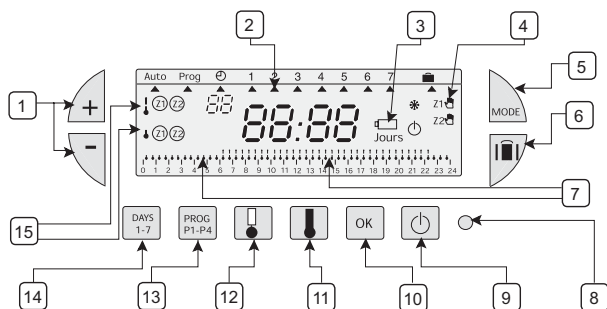 3
2
4
Auto Prog 1 2 3 4 5 6 7
5
1
+
Z1 Z2
88
88:88
Z1
MODE
Z2
-
Z1 Z2
Jours
6
0 1 2 3 4 5 6 7 8 9 10 11 12 13 14 15 16 17 18 19 20 21 22 23 24
7
15
DAYS
1-7
PROG
P1-P4
OK
14
13
12
11
10
9
8